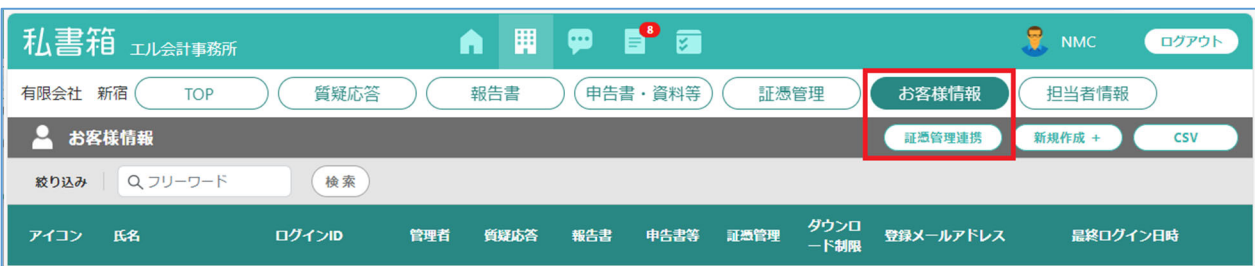 私書箱 エル会計事務所 8 NMC ログアウト
有限会社 新宿 TOP 質疑応答 報告書 申告書・資料等 証憑管理 お客様情報 担当者情報
お客様情報 証憑管理連携 新規作成 + CSV
絞り込み フリーワード 検索
アイコン 氏名 ログインID 管理者 質疑応答 報告書 申告書等 証憑管理 ダウンロ
ード制限 登録メールアドレス 最終ログイン日時